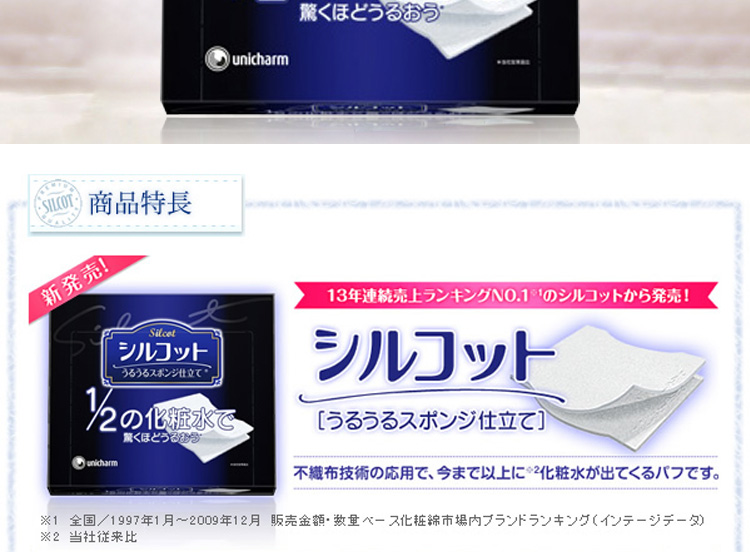 驚くほどうるおう
unicharm
PREMIUM
SILCOT
QUALITY
商品特長
新発売!
13年連続売上ランキングNO.1※1のシルコットから発売!
Silcot
Silcot
シルコット
うるうるスポンジ仕立て
1/2の化粧水で
驚くほどうるおう
unicharm
シルコット
[うるうるスポンジ仕立て]
不織布技術の応用で、今まで以上に※2化粧水が出てくるパフです。
※1 全国/1997年1月~2009年12月 販売金額・数量ベース化粧綿市場内ブランドランキング(インテージデータ)
※2 当社従来比